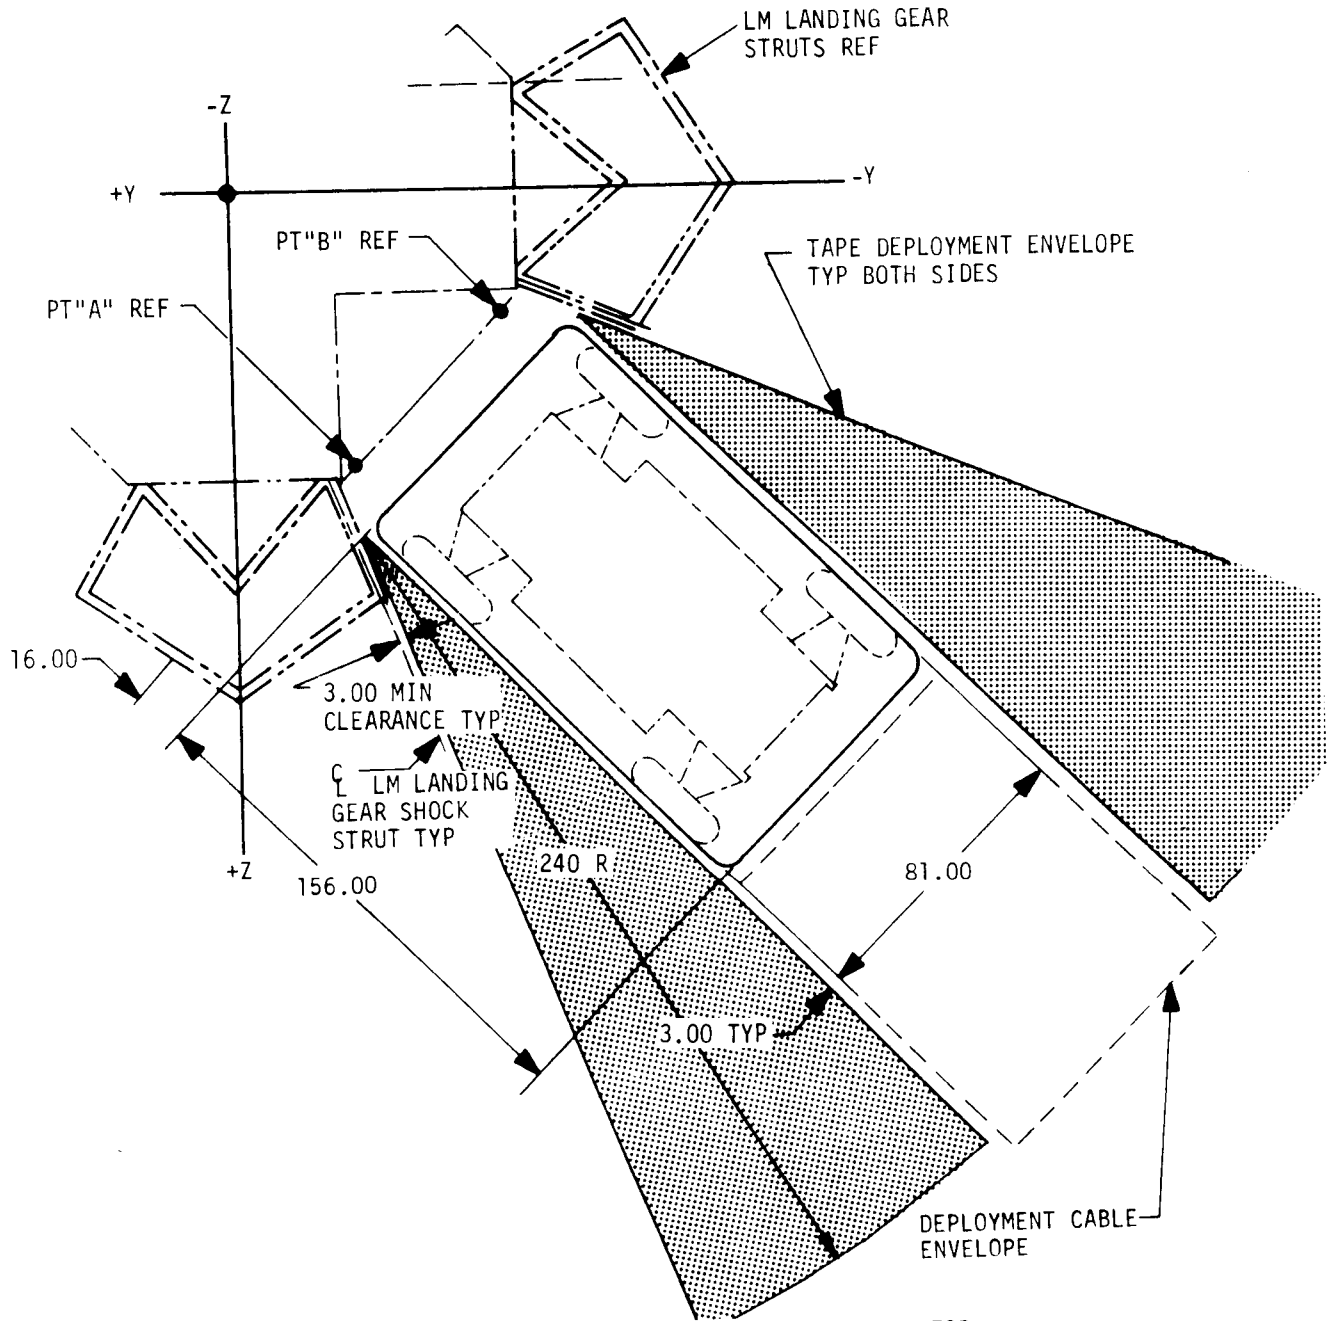 LM LANDING GEAR
STRUTS REF
-Z
+Y
-Y
PT"B" REF
TAPE DEPLOYMENT ENVELOPE
TYP BOTH SIDES
PT"A" REF
16.00
3.00 MIN
CLEARANCE TYP
C
L LM LANDING
GEAR SHOCK
STRUT TYP
+Z
156.00
240 R
81.00
3.00 TYP
DEPLOYMENT CABLE
ENVELOPE